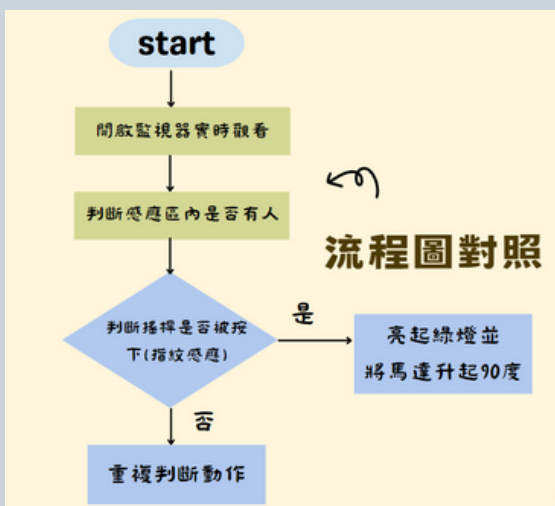 start
開啟監視器實時觀看
判斷感應區內是否有人
流程圖對照
判斷搖桿是否被按
下(指紋感應)
是
亮起綠燈並
將馬達升起90度
否
重複判斷動作